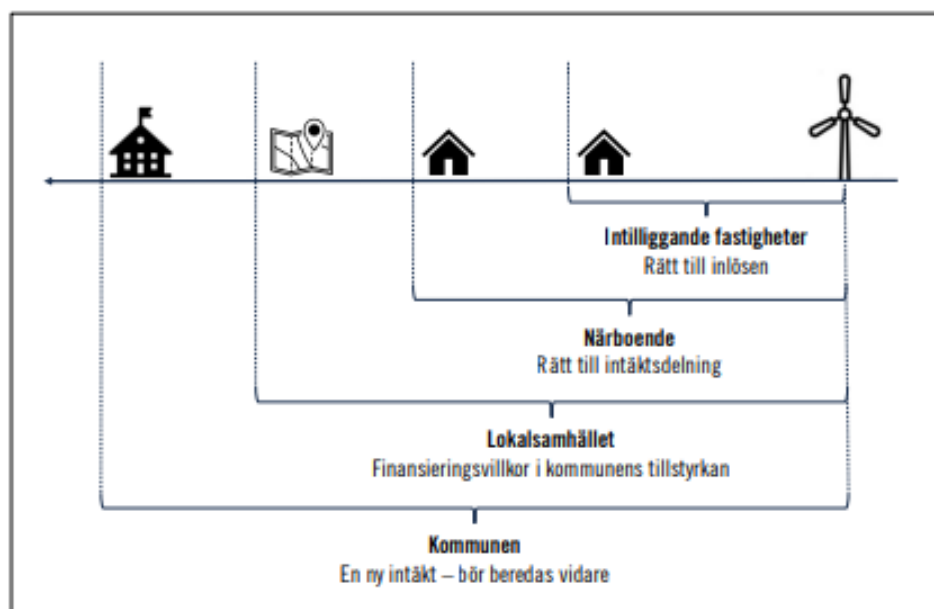 Intilliggande fastigheter
Rätt till inlösen
Närboende
Rätt till intäktsdelning
Lokalsamhället
Finansieringsvillkor i kommunens tillstyrkan
Kommunen
En ny intäkt – bör beredas vidare